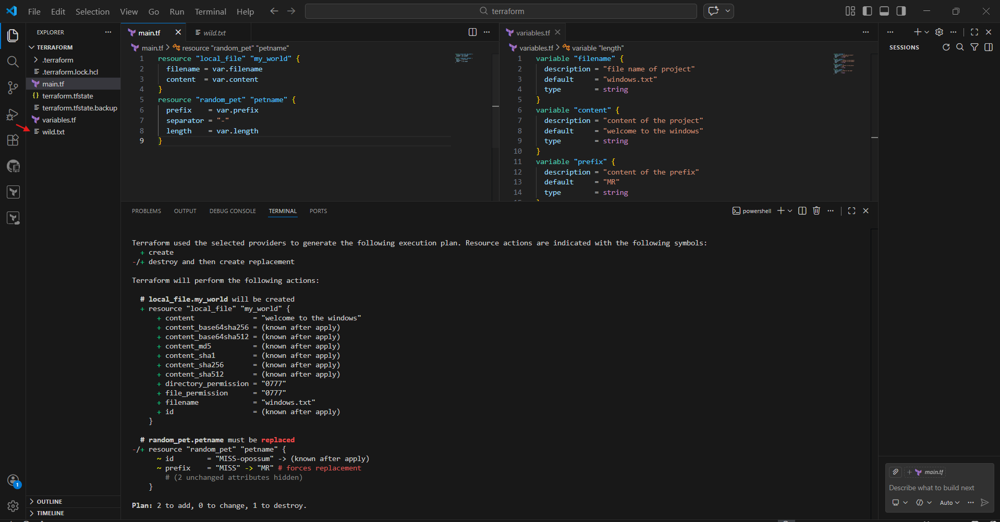 File Edit Selection View Go Run Terminal Help
terraform
EXPLORER
TERRAFORM
.terraform
.terraform.lock.hcl
main.tf
terraform.tfstate
terraform.tfstate.backup
variables.tf
wild.txt
OUTLINE
TIMELINE
1
main.tf
wild.txt
main.tf > resource "random_pet" "petname"
1 resource "local_file" "my_world" {
2 filename = var.filename
3 content = var.content
4 }
5 resource "random_pet" "petname" {
6 prefix = var.prefix
7 separator = "-"
8 length = var.length
9 }
variables.tf
variables.tf > variable "length"
1 variable "filename" {
2 description = "file name of project"
3 default = "windows.txt"
4 type = string
5 }
6 variable "content" {
7 description = "content of the project"
8 default = "welcome to the windows"
9 type = string
10 }
11 variable "prefix" {
12 description = "content of the prefix"
13 default = "MR"
14 type = string
PROBLEMS OUTPUT DEBUG CONSOLE TERMINAL PORTS
powershell
Terraform used the selected providers to generate the following execution plan. Resource actions are indicated with the following symbols:
+ create
-/+ destroy and then create replacement
Terraform will perform the following actions:
# local_file.my_world will be created
+ resource "local_file" "my_world" {
+ content = "welcome to the windows"
+ content_base64sha256 = (known after apply)
+ content_base64sha512 = (known after apply)
+ content_md5 = (known after apply)
+ content_sha1 = (known after apply)
+ content_sha256 = (known after apply)
+ content_sha512 = (known after apply)
+ directory_permission = "0777"
+ file_permission = "0777"
+ filename = "windows.txt"
+ id = (known after apply)
}
# random_pet.petname must be replaced
-/+ resource "random_pet" "petname" {
~ id = "MISS-opossum" -> (known after apply)
~ prefix = "MISS" -> "MR" # forces replacement
# (2 unchanged attributes hidden)
}
Plan: 2 to add, 0 to change, 1 to destroy.
SESSIONS
+ main.tf
Describe what to build next
Auto